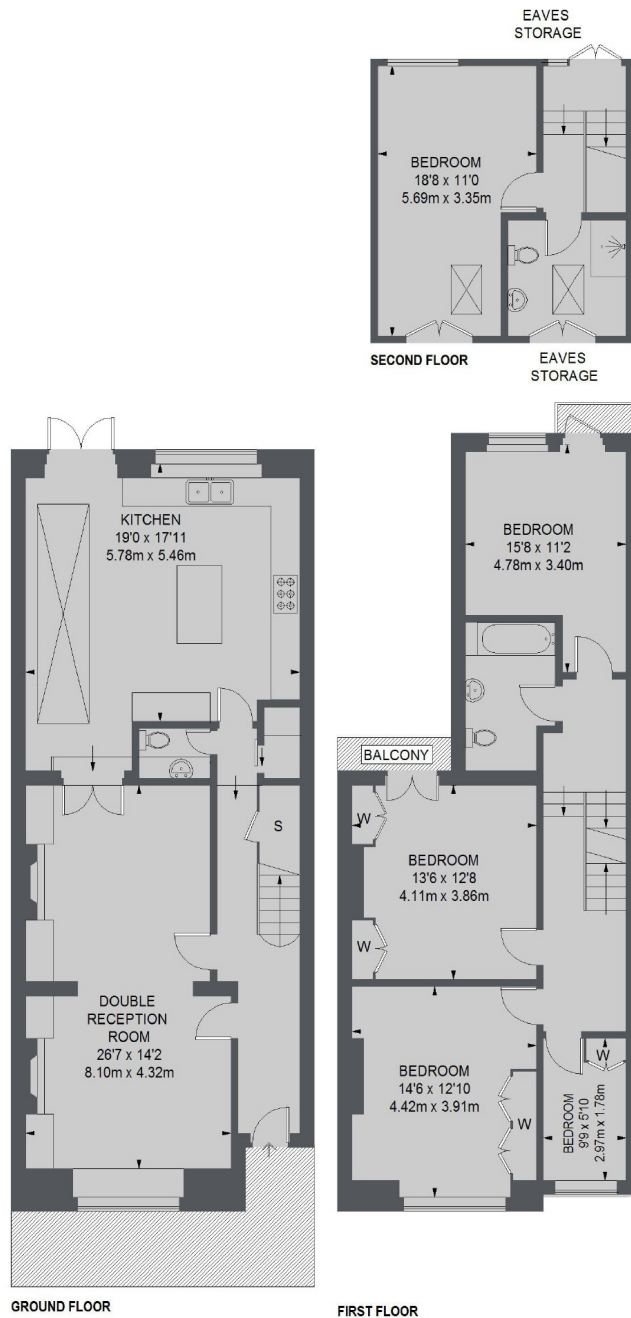 EAVES
STORAGE
BEDROOM
18'8 x 11'0
5.69m x 3.35m
SECOND FLOOR
EAVES
STORAGE
KITCHEN
19'0 x 17'11
5.78m x 5.46m
S
DOUBLE
RECEPTION
ROOM
26'7 x 14'2
8.10m x 4.32m
GROUND FLOOR
BEDROOM
15'8 x 11'2
4.78m x 3.40m
BALCONY
W
BEDROOM
13'6 x 12'8
4.11m x 3.86m
W
BEDROOM
14'6 x 12'10
4.42m x 3.91m
W
W
BEDROOM
9'9 x 5'10
2.97m x 1.78m
FIRST FLOOR